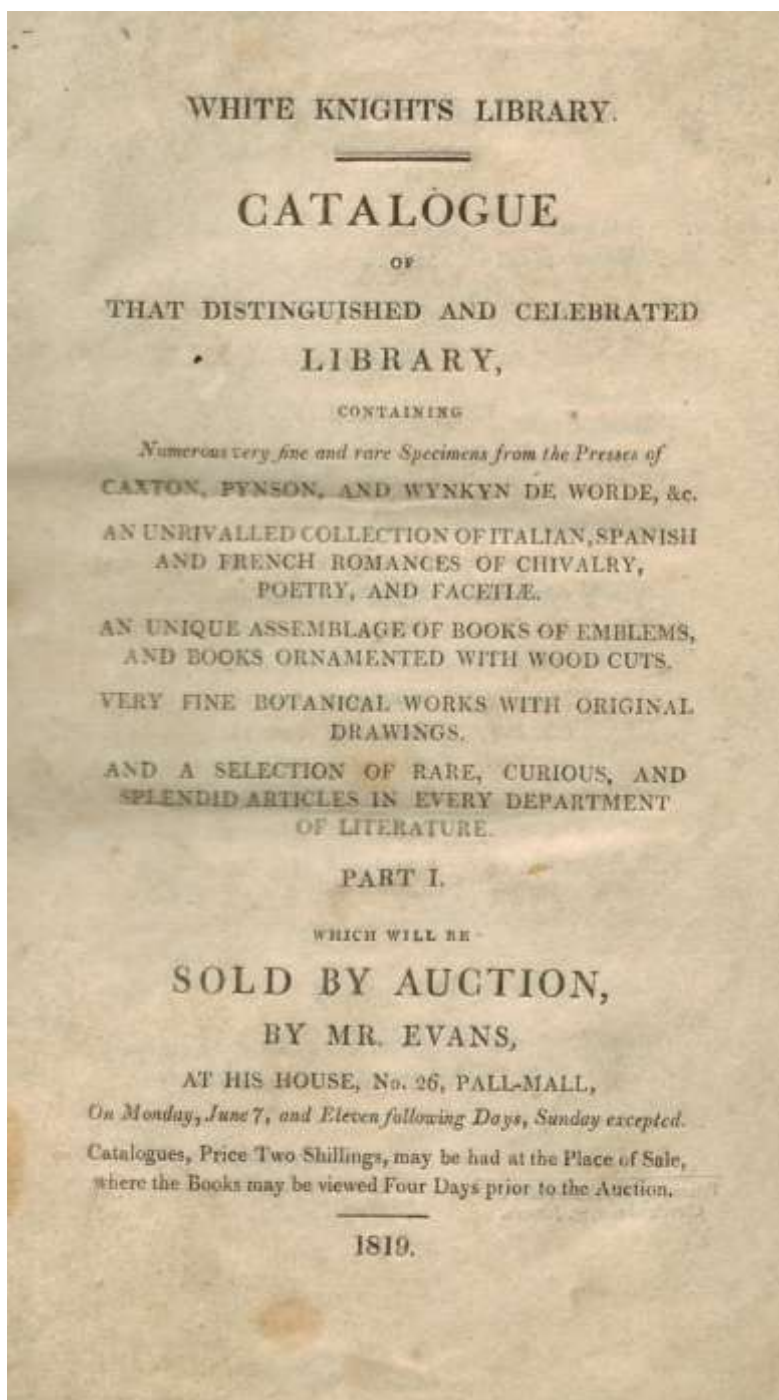 WHITE KNIGHTS LIBRARY.
CATALOGUE
OF
THAT DISTINGUISHED AND CELEBRATED
LIBRARY,
CONTAINING
Numerous very fine and rare Specimens from the Presses of
CAXTON, PYNSON, AND WYNKYN DE WORDE, &c.
AN UNRIVALLED COLLECTION OF ITALIAN, SPANISH
AND FRENCH ROMANCES OF CHIVALRY,
POETRY, AND FACETIÆ.
AN UNIQUE ASSEMBLAGE OF BOOKS OF EMBLEMS,
AND BOOKS ORNAMENTED WITH WOOD CUTS.
VERY FINE BOTANICAL WORKS WITH ORIGINAL
DRAWINGS.
AND A SELECTION OF RARE, CURIOUS, AND
SPLENDID ARTICLES IN EVERY DEPARTMENT
OF LITERATURE.
PART I.
WHICH WILL BE
SOLD BY AUCTION,
BY MR. EVANS,
AT HIS HOUSE, No. 26, PALL-MALL,
On Monday, June 7, and Eleven following Days, Sunday excepted.
Catalogues, Price Two Shillings, may be had at the Place of Sale,
where the Books may be viewed Four Days prior to the Auction.
1819.